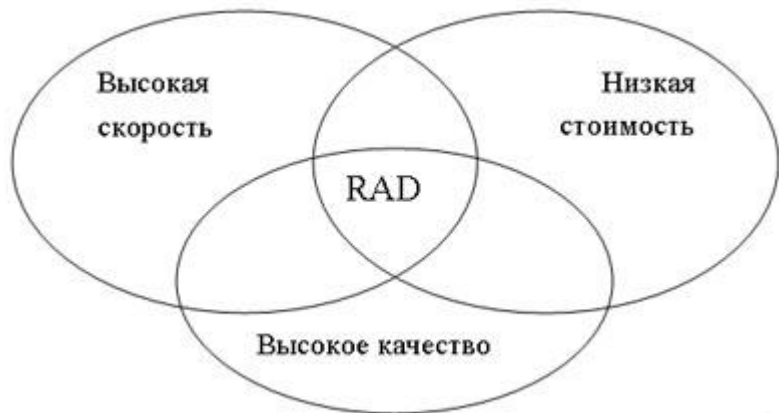 Высокая
скорость
Низкая
стоимость
RAD
Высокое качество